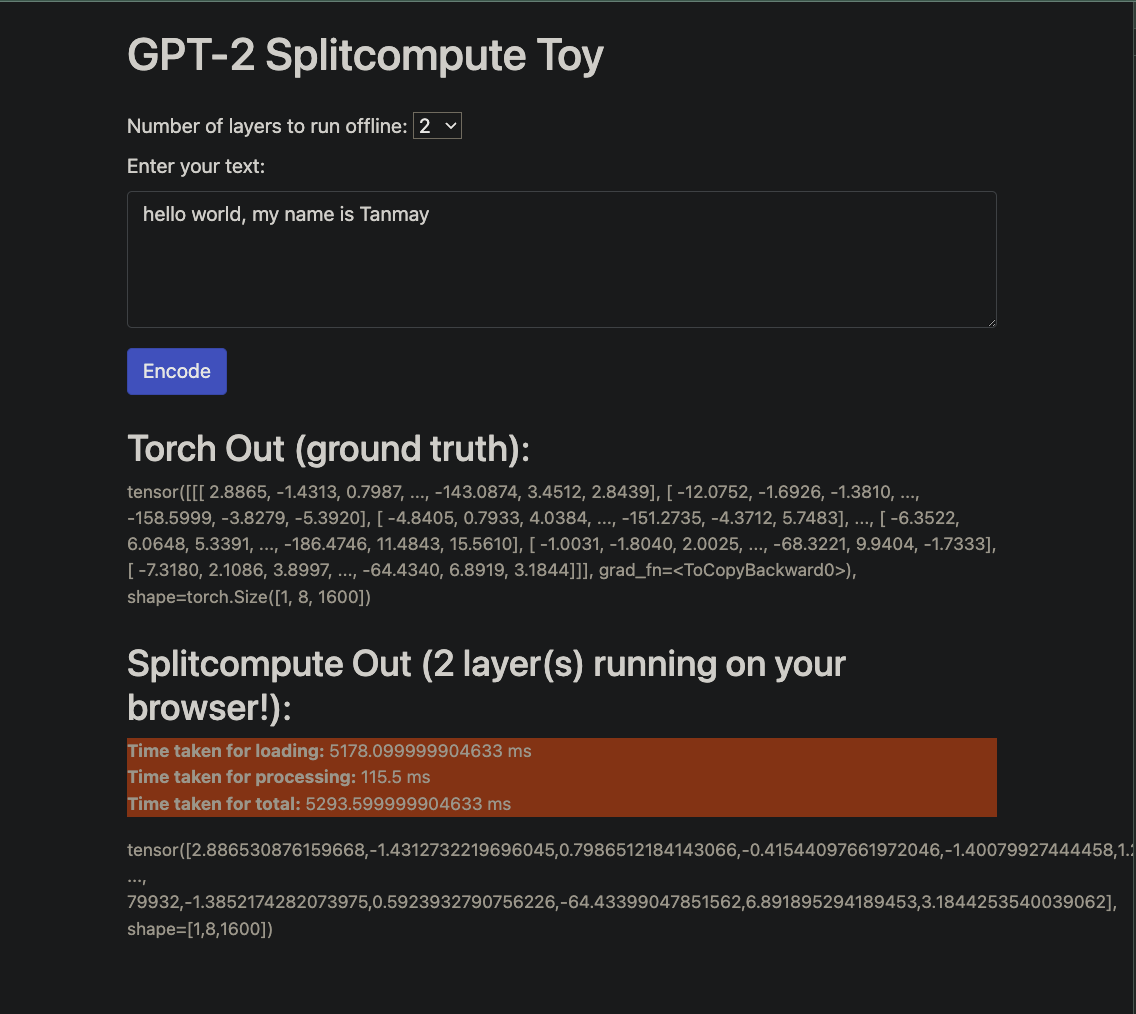 GPT-2 Splitcompute Toy
Number of layers to run offline: 2
Enter your text:
hello world, my name is Tanmay
Encode
Torch Out (ground truth):
tensor([[[ 2.8865, -1.4313, 0.7987, ..., -143.0874, 3.4512, 2.8439], [ -12.0752, -1.6926, -1.3810, ...,
-158.5999, -3.8279, -5.3920], [ -4.8405, 0.7933, 4.0384, ..., -151.2735, -4.3712, 5.7483], ..., [ -6.3522,
6.0648, 5.3391, ..., -186.4746, 11.4843, 15.5610], [ -1.0031, -1.8040, 2.0025, ..., -68.3221, 9.9404, -1.7333],
[ -7.3180, 2.1086, 3.8997, ..., -64.4340, 6.8919, 3.1844]]], grad_fn=<ToCopyBackward0>),
shape=torch.Size([1, 8, 1600])
Splitcompute Out (2 layer(s) running on your
browser!):
Time taken for loading: 5178.099999904633 ms
Time taken for processing: 115.5 ms
Time taken for total: 5293.599999904633 ms
tensor([2.886530876159668,-1.4312732219696045,0.7986512184143066,-0.41544097661972046,-1.40079927444458,1.2
...,
79932,-1.3852174282073975,0.5923932790756226,-64.43399047851562,6.891895294189453,3.1844253540039062],
shape=[1,8,1600])